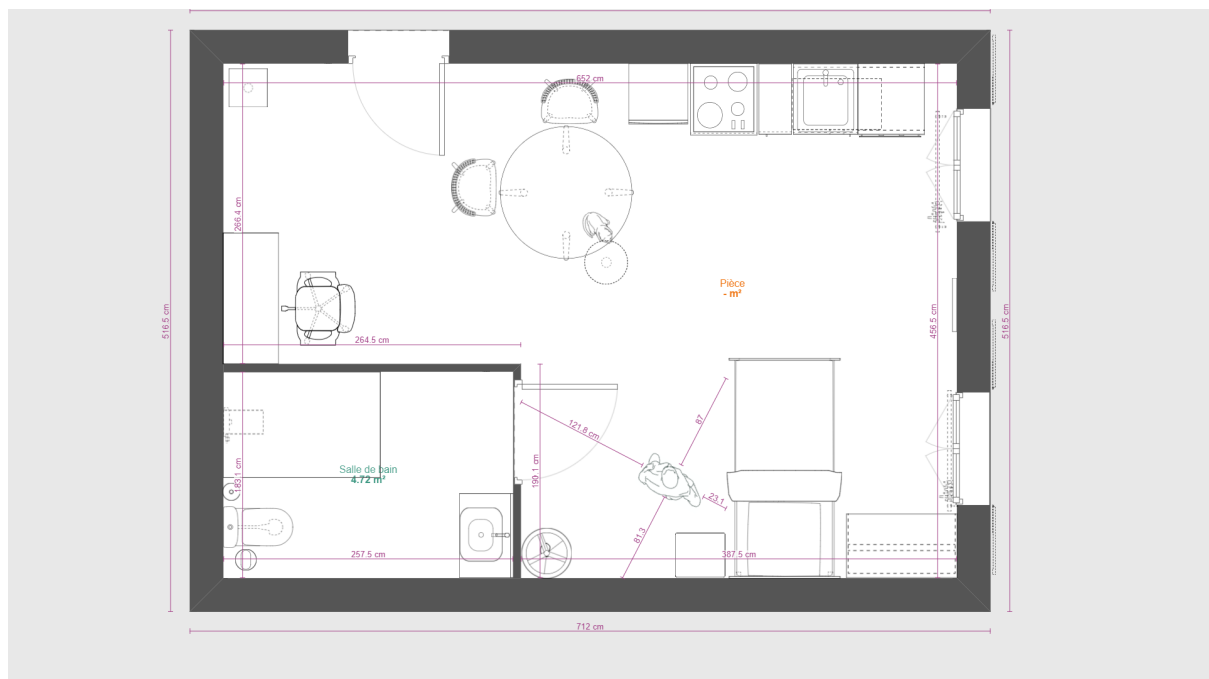 652 cm
266.4 cm
Pièce
- m²
516.5 cm
456.5 cm
516.5 cm
264.5 cm
87
121.8 cm
Salle de bain
4.72 m²
183.1 cm
190.1 cm
23.1
81.3
257.5 cm
387.5 cm
712 cm